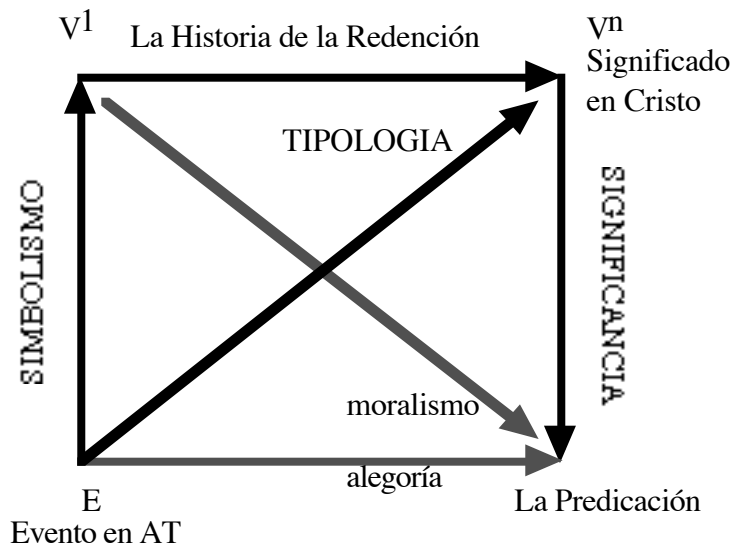 V1
La Historia de la Redención
Vn
Significado
en Cristo
TIPOLOGIA
SIMBOLISMO
SIGNIFICANCIA
moralismo
alegoría
E
Evento en AT
La Predicación